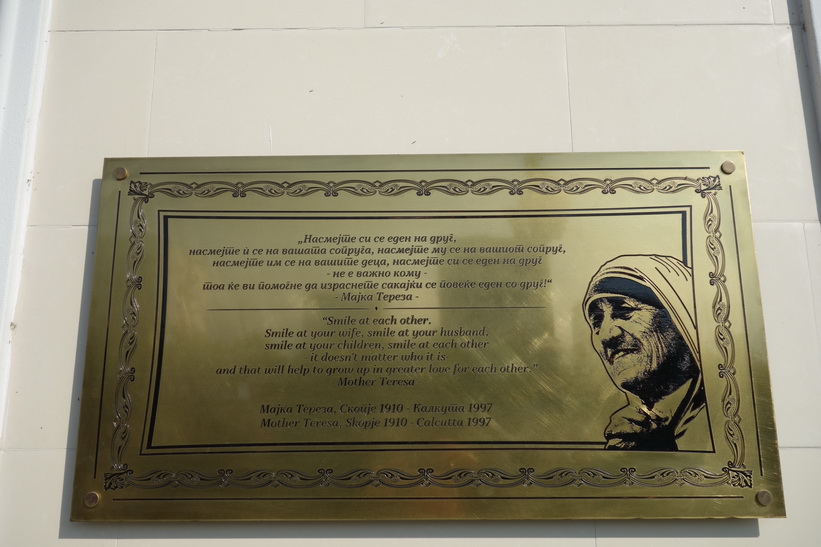 „Насмејте си се еден на друг,
насмејте ѝ се на вашата сопруга, насмејте му се на вашиот сопруг,
насмејте им се на вашите деца, насмејте си се еден на друг
- не е важно кому -
тоа ќе ви помогне да израснете сакајќи се повеќе еден со друг!“
- Мајка Тереза -
“Smile at each other.
Smile at your wife, smile at your husband,
smile at your children, smile at each other
- it doesn't matter who it is-
and that will help to grow up in greater love for each other.”
Mother Teresa
Мајка Тереза, Скопје 1910 - Калкута 1997
Mother Teresa, Skopje 1910 - Calcutta 1997